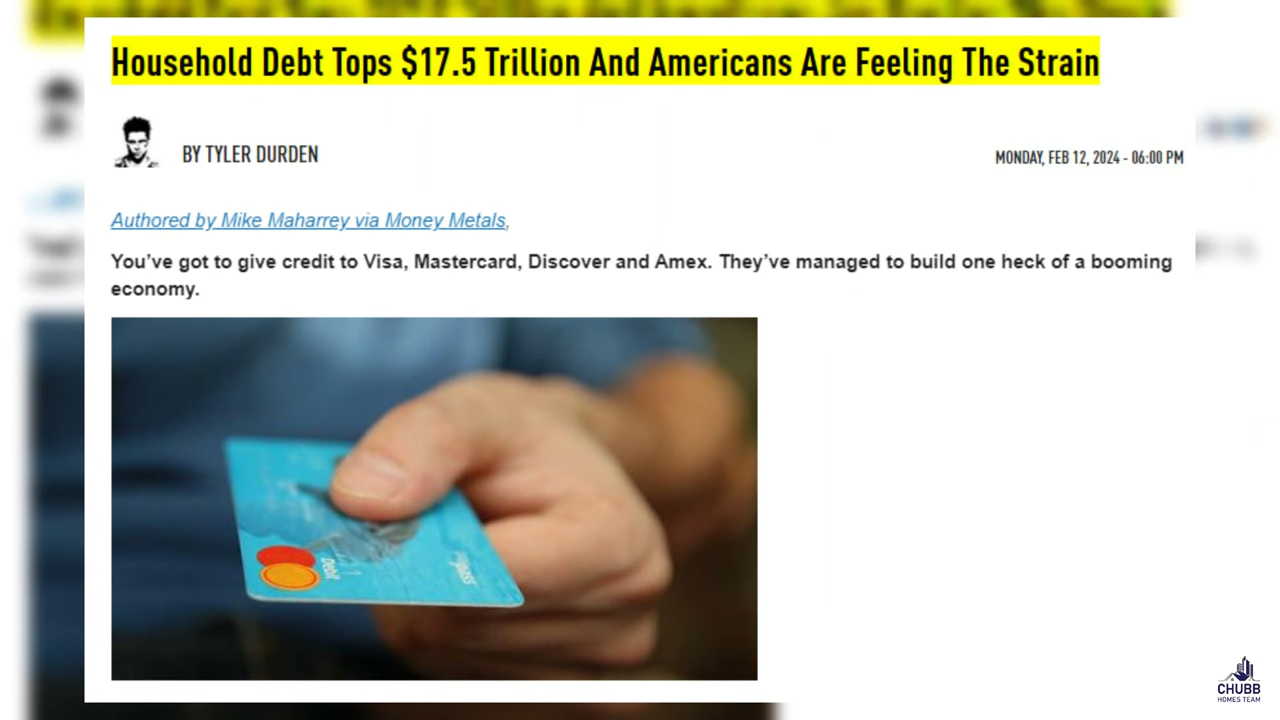 Household Debt Tops $17.5 Trillion And Americans Are Feeling The Strain
BY TYLER DURDEN
MONDAY, FEB 12, 2024 - 06:00 PM
Authored by Mike Maharrey via Money Metals,
You've got to give credit to Visa, Mastercard, Discover and Amex. They've managed to build one heck of a booming
economy.
Debit
CHUBB
HOMES TEAM